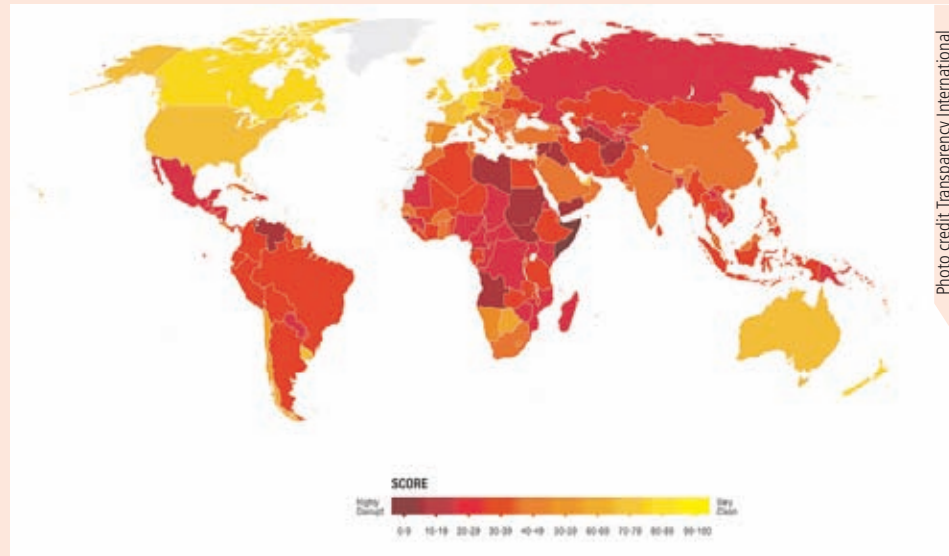 Photo credit Transparency International
SCORE
Highly
Corrupt
Very
Clean
0-9 10-19 20-29 30-39 40-49 50-59 60-69 70-79 80-89 90-100